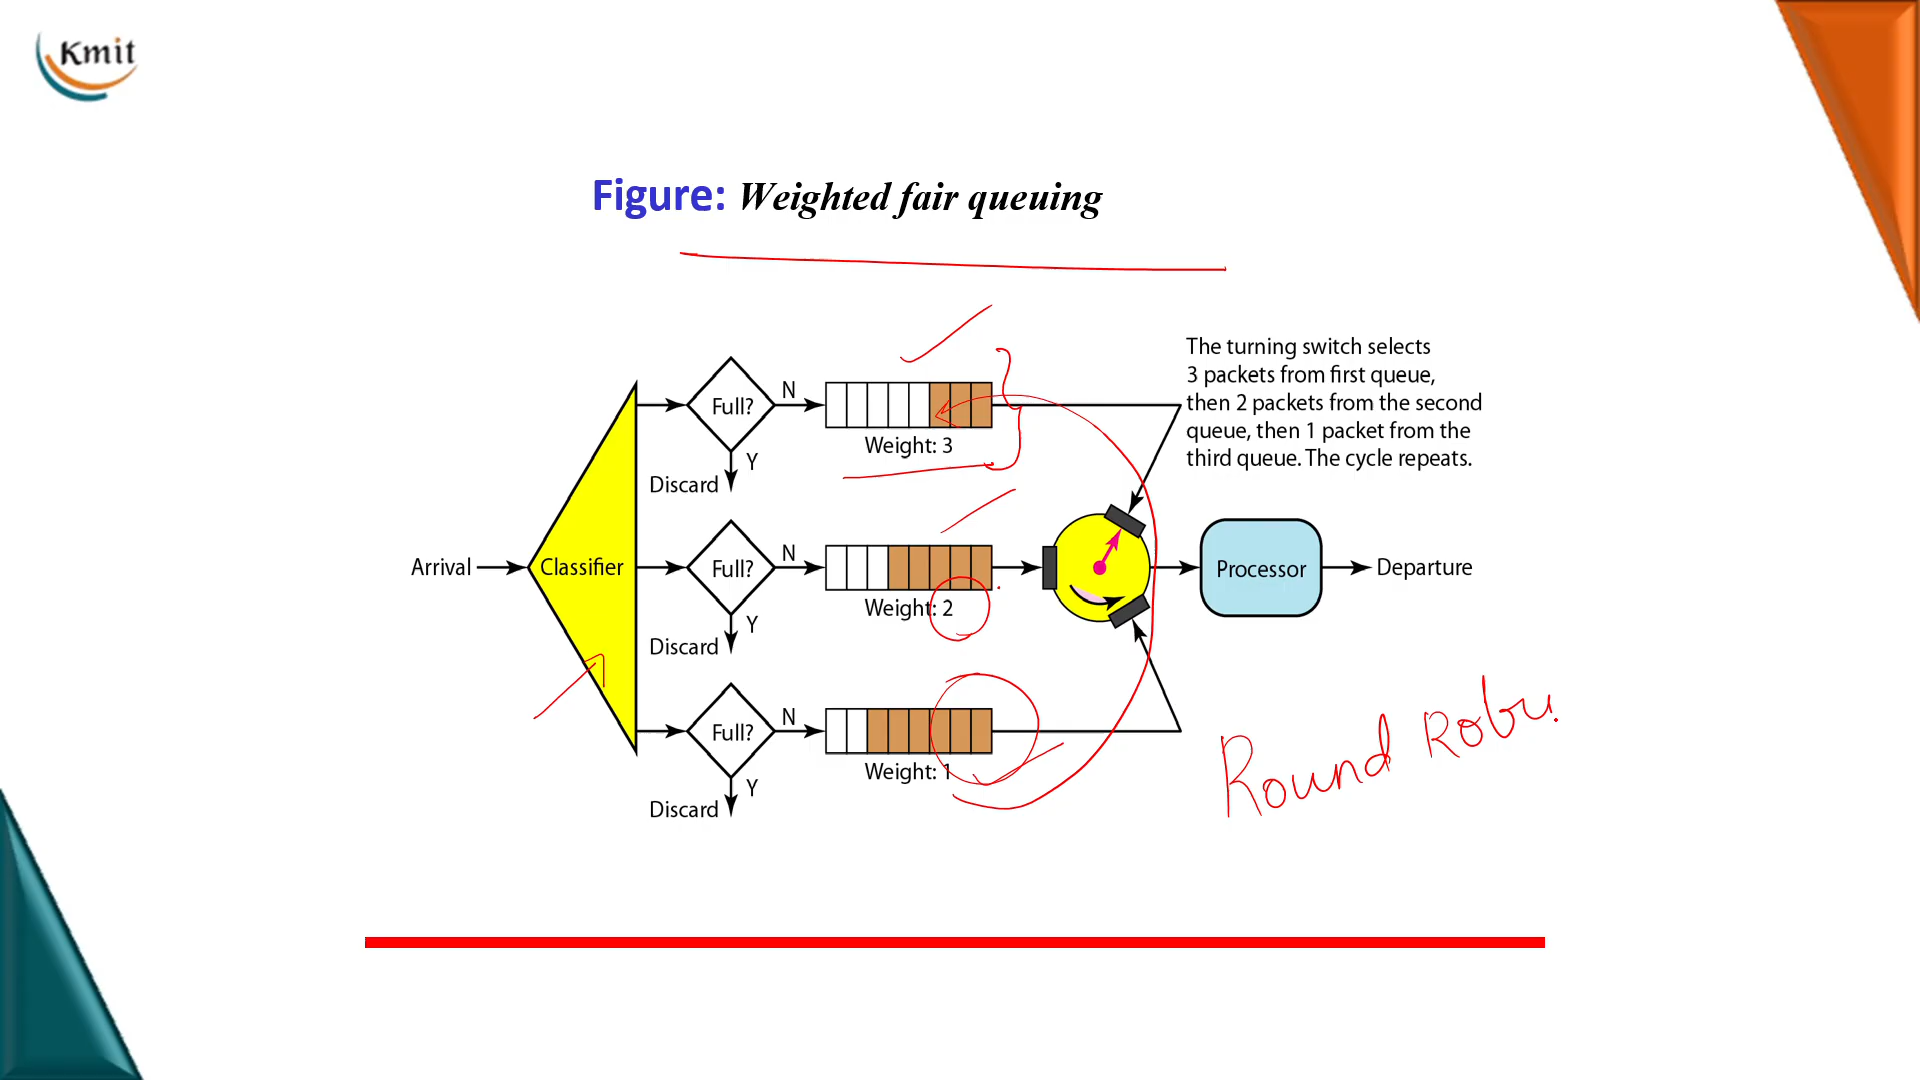 Kmit
Figure: Weighted fair queuing
The turning switch selects
3 packets from first queue,
then 2 packets from the second
queue, then 1 packet from the
third queue. The cycle repeats.
Full?
N
Weight: 3
Y
Discard
Arrival
Classifier
Full?
N
Weight: 2
Y
Discard
Processor
Departure
Full?
N
Weight: 1
Y
Discard
Round